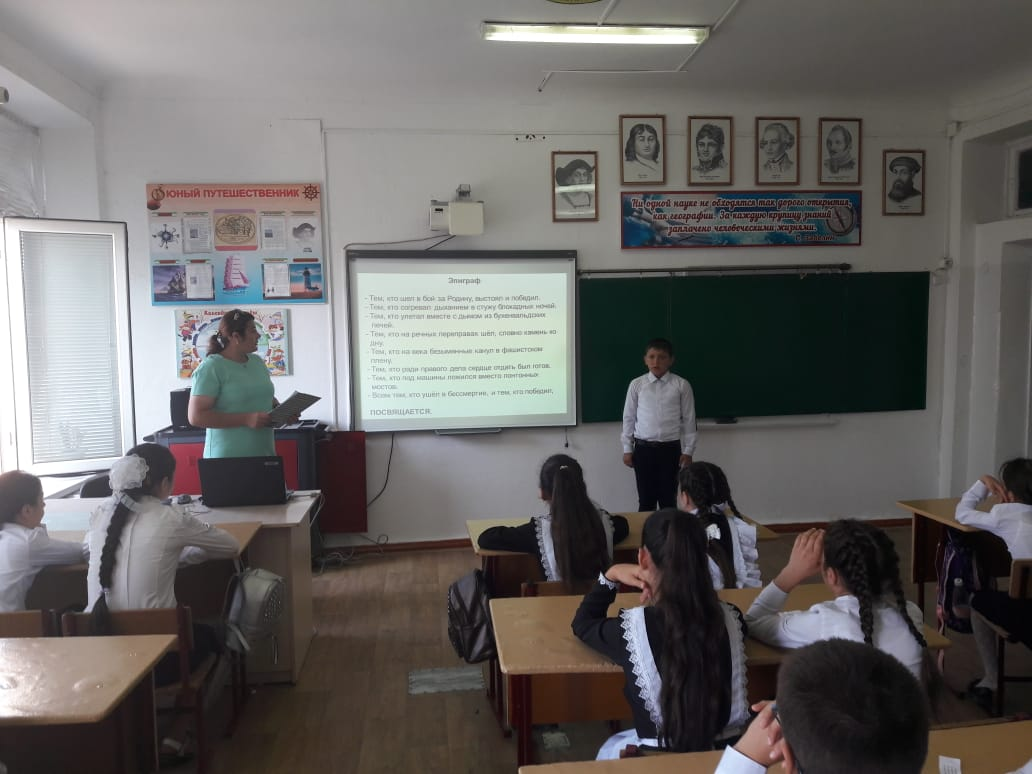 ЮНЫЙ ПУТЕШЕСТВЕННИК
Ни одной науке не обходятся так дорого открытия,
как географии. За каждую крупицу знаний
заплачено человеческими жизнями.
Эпиграф
- Тем, кто шел в бой за Родину, выстоял и победил.
- Тем, кто согревал дыханием в стужу блокадных ночей.
- Тем, кто улетал вместе с дымом из бухенвальдских
печей.
- Тем, кто на речных переправах шёл, словно камень ко
дну.
- Тем, кто на века безымянные канул в фашистском
плену.
- Тем, кто ради правого дела сердце отдать был готов.
- Тем, кто под машины ложился вместо понтонных
мостов.
- Всем тем, кто ушёл в бессмертие, и тем, кто победил,
ПОСВЯЩАЕТСЯ.